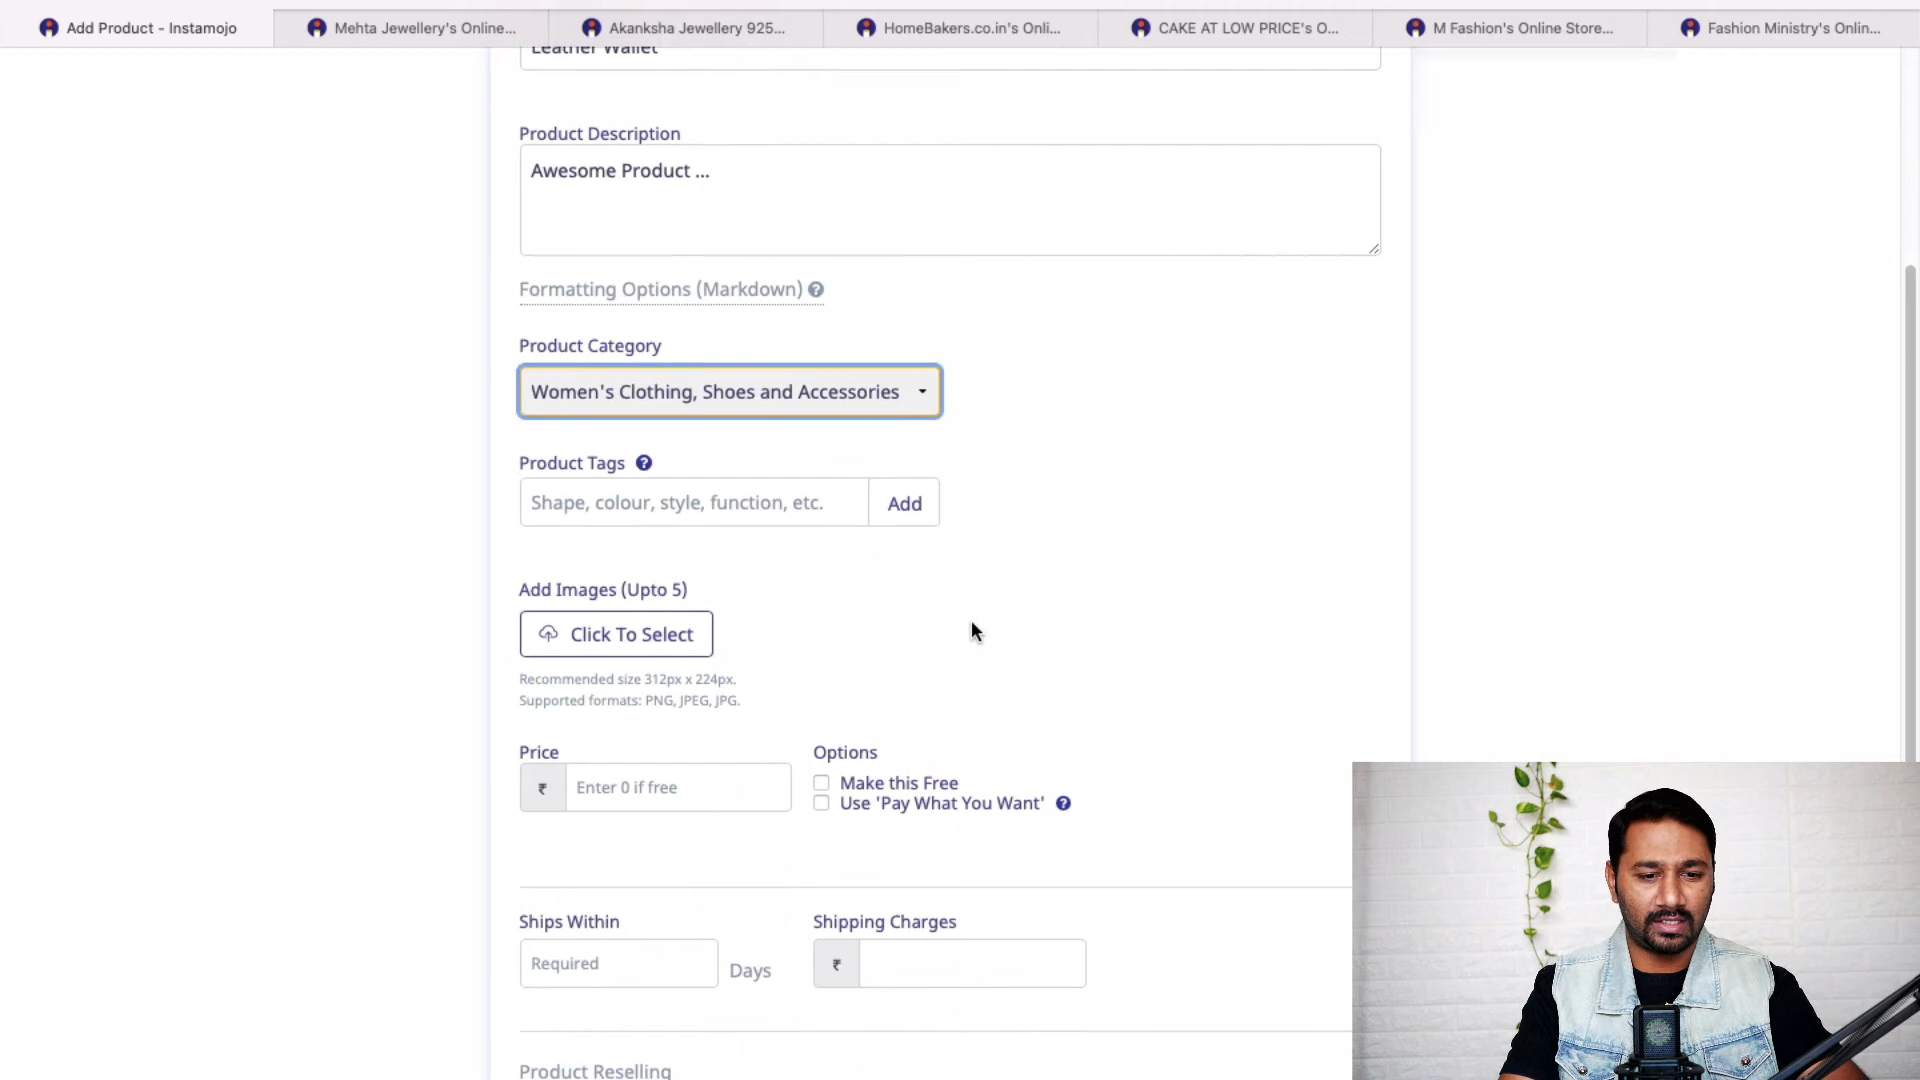 Add Product - Instamojo
Mehta Jewellery's Online...
Akanksha Jewellery 925...
HomeBakers.co.in's Onli...
CAKE AT LOW PRICE's O...
M Fashion's Online Store...
Fashion Ministry's Onlin...
Leather Wallet
Product Description
Awesome Product ...
Formatting Options (Markdown) ?
Product Category
Women's Clothing, Shoes and Accessories
Product Tags ?
Shape, colour, style, function, etc.
Add
Add Images (Upto 5)
Click To Select
Recommended size 312px x 224px.
Supported formats: PNG, JPEG, JPG.
Price
₹ Enter 0 if free
Options
Make this Free
Use 'Pay What You Want' ?
Ships Within
Required
Days
Shipping Charges
₹
Product Reselling